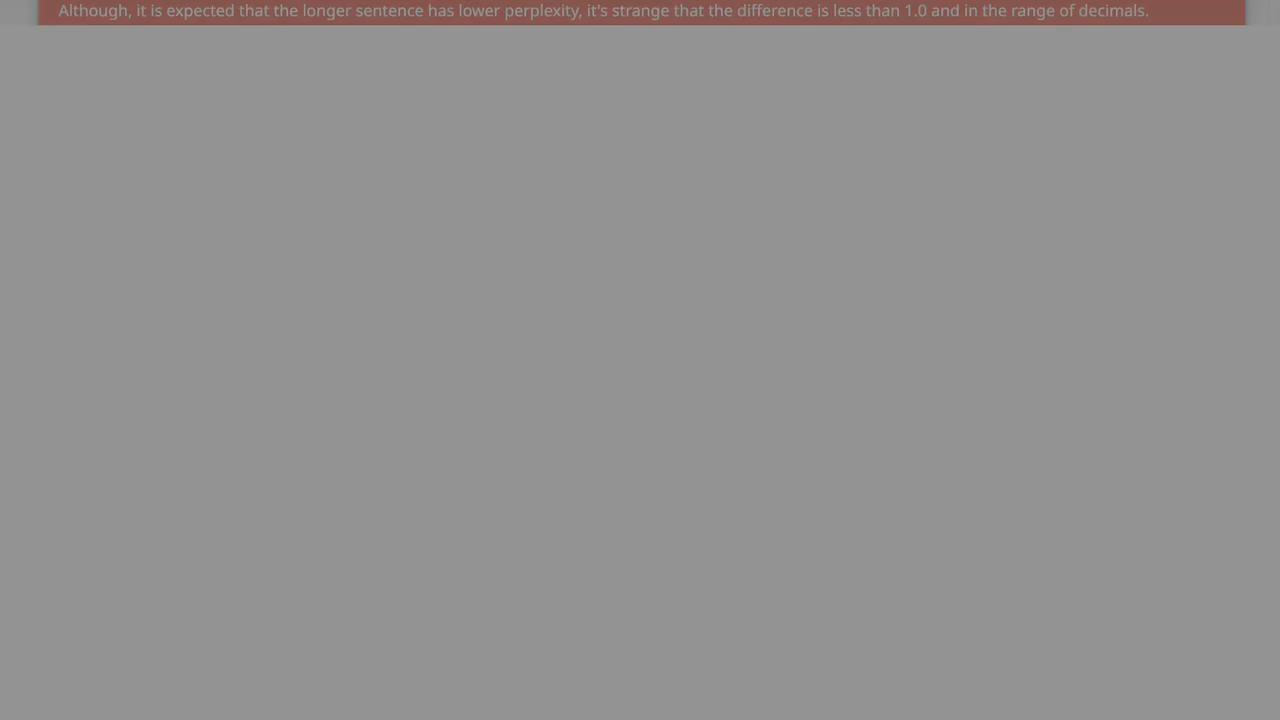 Although, it is expected that the longer sentence has lower perplexity, it's strange that the difference is less than 1.0 and in the range of decimals.